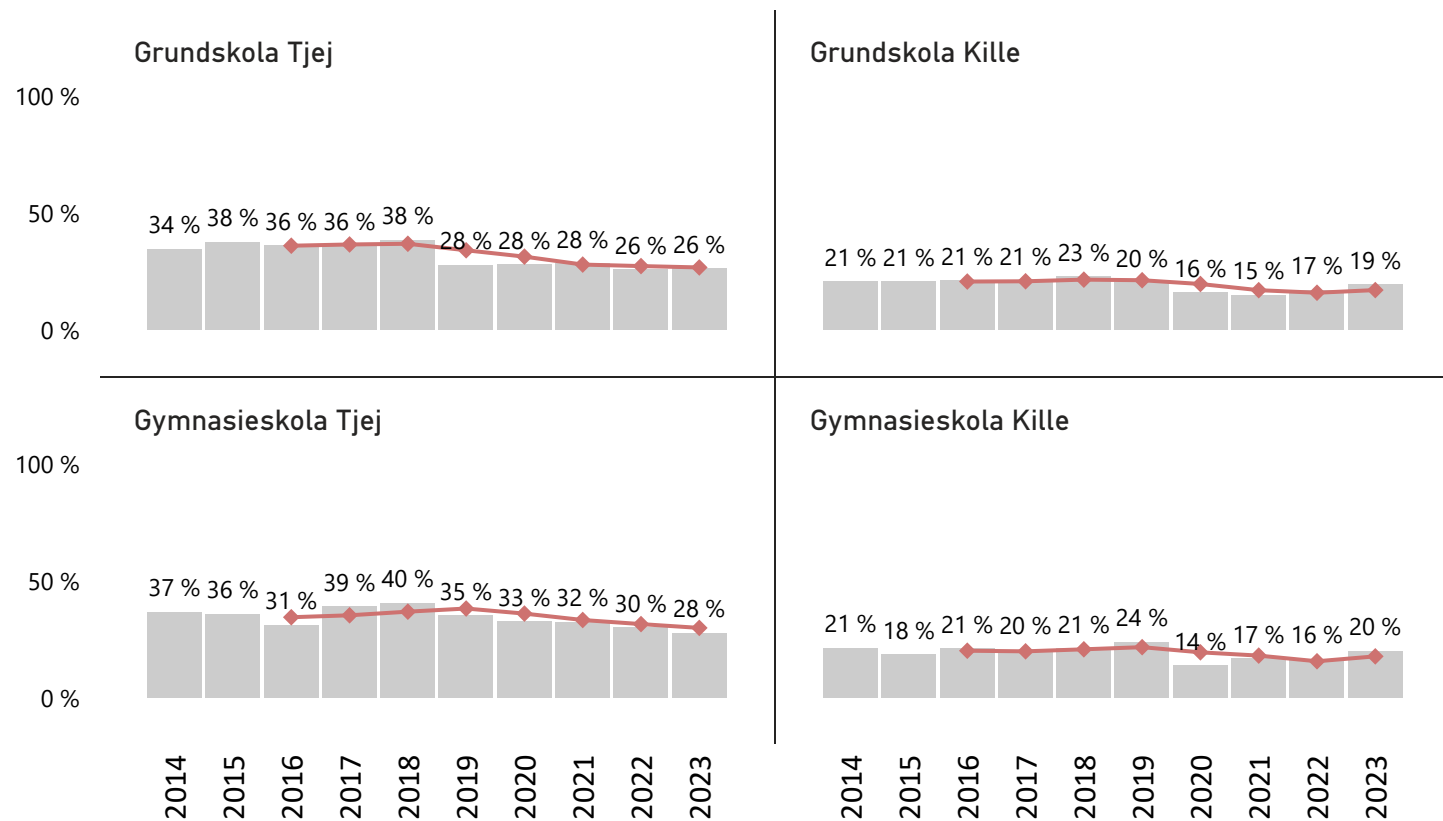 Grundskola Tjej
Grundskola Kille
100 %
50 %
0 %
34 % 38 % 36 % 36 % 38 % 28 % 28 % 28 % 26 % 26 %
21 % 21 % 21 % 21 % 23 % 20 % 16 % 15 % 17 % 19 %
Gymnasieskola Tjej
Gymnasieskola Kille
100 %
50 %
0 %
37 % 36 % 31 % 39 % 40 % 35 % 33 % 32 % 30 % 28 %
21 % 18 % 21 % 20 % 21 % 24 % 14 % 17 % 16 % 20 %
2014 2015 2016 2017 2018 2019 2020 2021 2022 2023
2014 2015 2016 2017 2018 2019 2020 2021 2022 2023